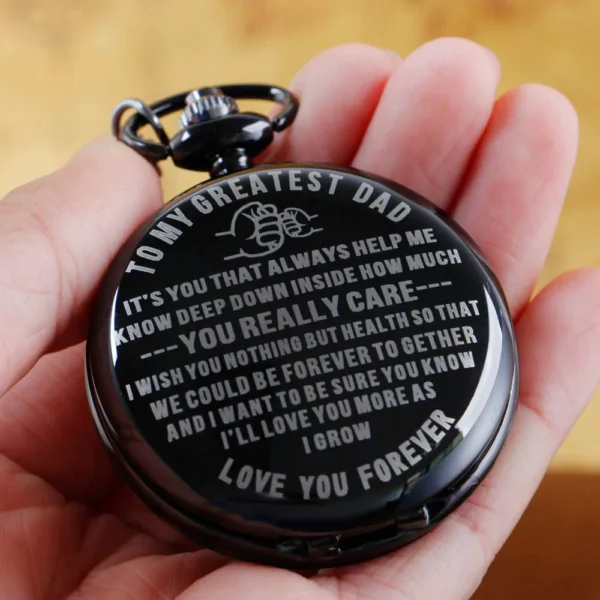 TO MY GREATEST DAD
IT'S YOU THAT ALWAYS HELP ME
KNOW DEEP DOWN INSIDE HOW MUCH
---YOU REALLY CARE---
I WISH YOU NOTHING BUT HEALTH SO THAT
WE COULD BE FOREVER TO GETHER
AND I WANT TO BE SURE YOU KNOW
I'LL LOVE YOU MORE AS
I GROW
LOVE YOU FOREVER